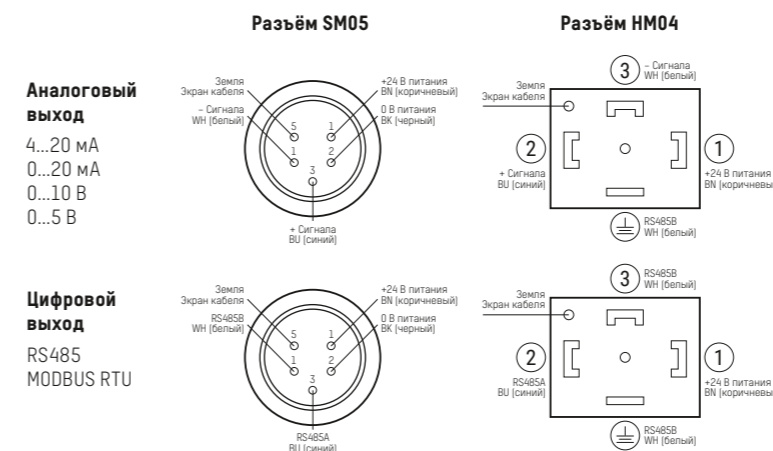 Разъём SM05
Разъём HM04
Аналоговый
выход
4...20 мА
0...20 мА
0...10 В
0...5 В
Земля
Экран кабеля
– Сигнала
WH (белый)
+24 В питания
BN (коричневый)
0 В питания
BK (черный)
5
1
1
2
3
+ Сигнала
BU (синий)
Земля
Экран кабеля
3
– Сигнала
WH (белый)
2
+ Сигнала
BU (синий)
1
+24 В питания
BN (коричневы
RS485B
WH (белый)
Цифровой
выход
RS485
MODBUS RTU
Земля
Экран кабеля
RS485B
WH (белый)
+24 В питания
BN (коричневый)
0 В питания
BK (черный)
5
1
1
2
3
RS485A
BU (синий)
Земля
Экран кабеля
3
RS485B
WH (белый)
2
RS485A
BU (синий)
1
+24 В питания
BN (коричневы
RS485B
WH (белый)